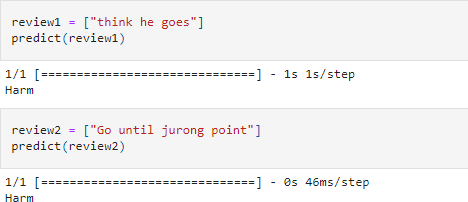 review1 = ["think he goes"]
predict(review1)
1/1 [==============================] - 1s 1s/step
Harm
review2 = ["Go until jurong point"]
predict(review2)
1/1 [==============================] - 0s 46ms/step
Harm